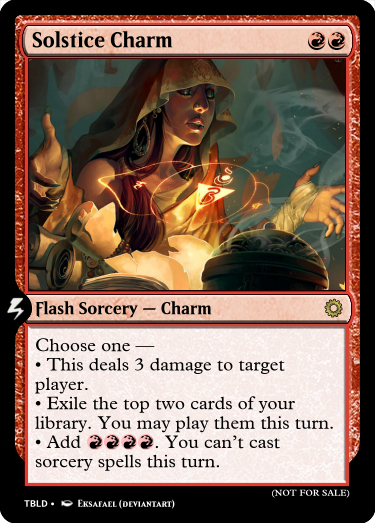 Solstice Charm
Flash Sorcery — Charm
Choose one —
• This deals 3 damage to target
player.
• Exile the top two cards of your
library. You may play them this turn.
• Add . You can't cast
sorcery spells this turn.
(NOT FOR SALE)
TBLD • EKSAFAEL (DEVIANTART)